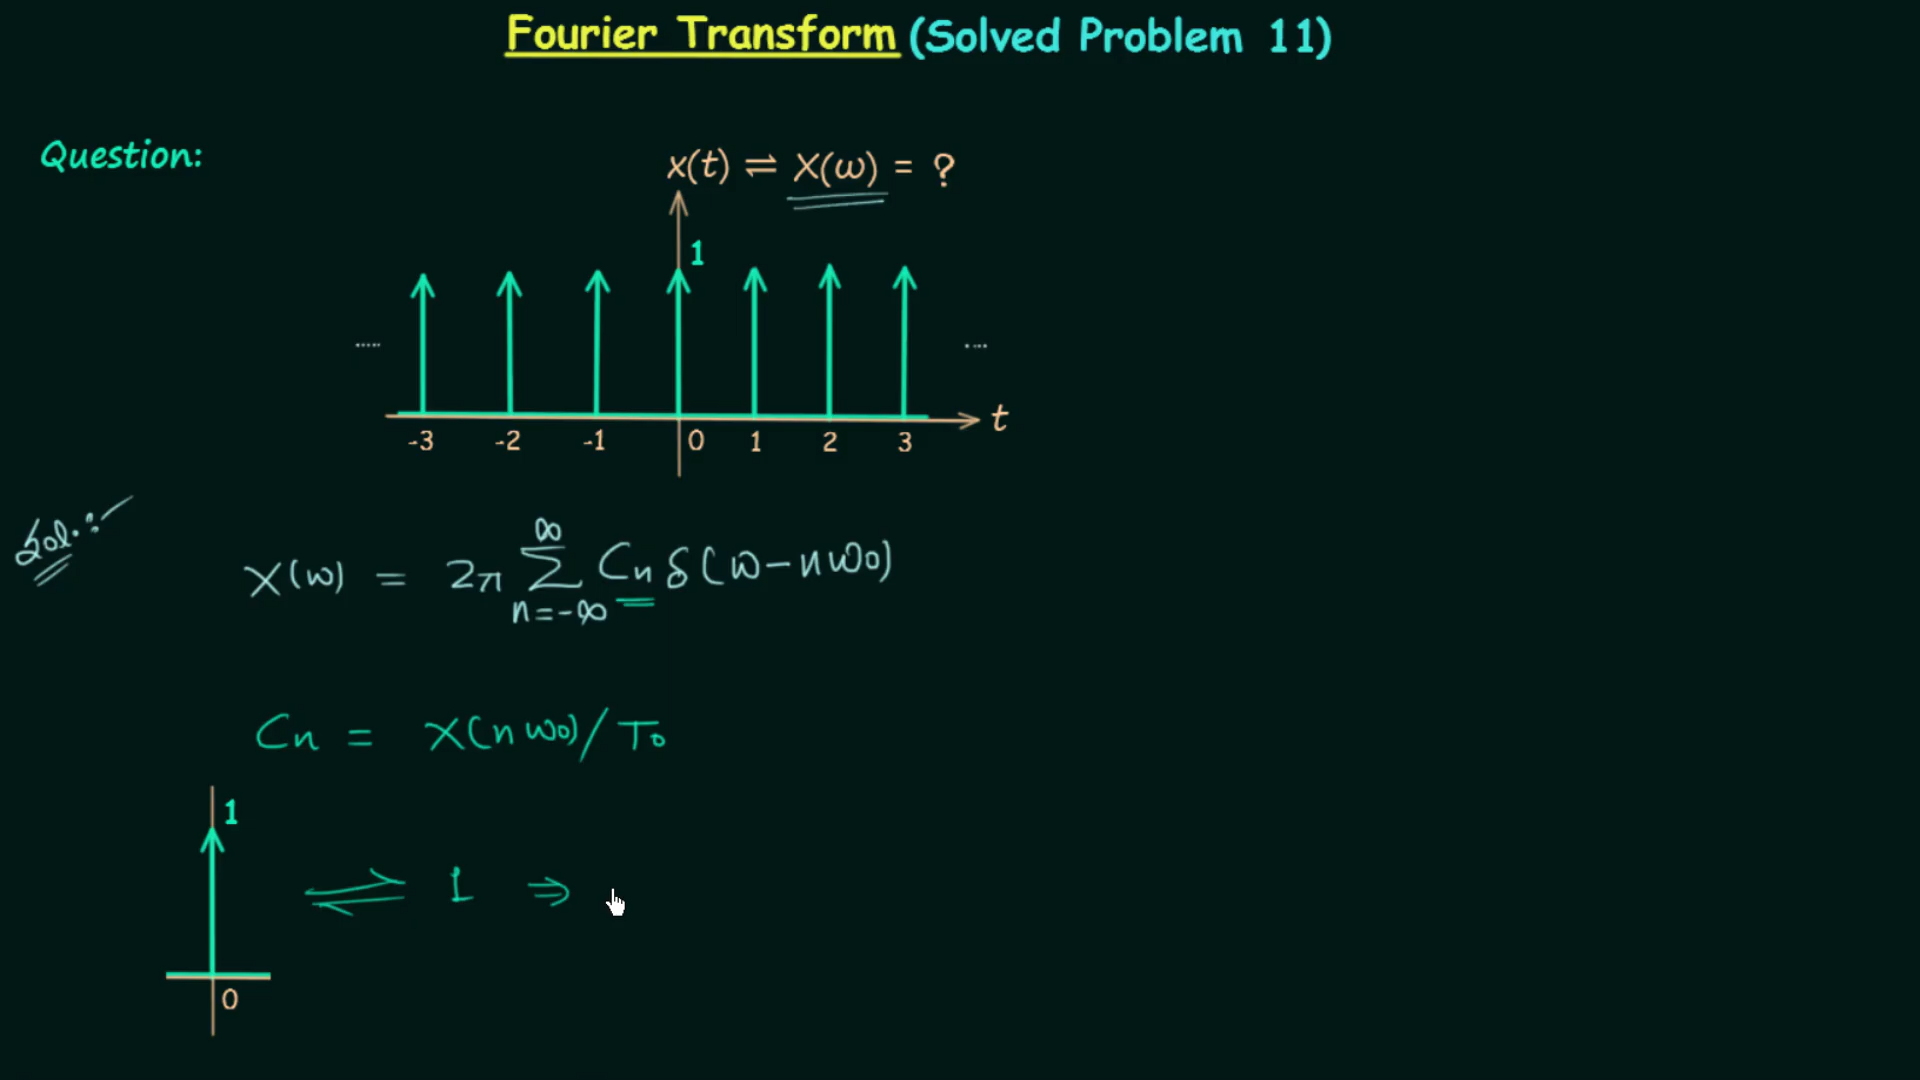 Fourier Transform (Solved Problem 11)
Question:
x(t) ⇌ X(ω) = ?
1
..... ....
t
-3 -2 -1 0 1 2 3
Sol.:
X(ω) = 2π ∞ Σ n=-∞ Cn δ(ω-nω0)
Cn = X(nω0)/T0
1
⇌ 1 ⇒
0